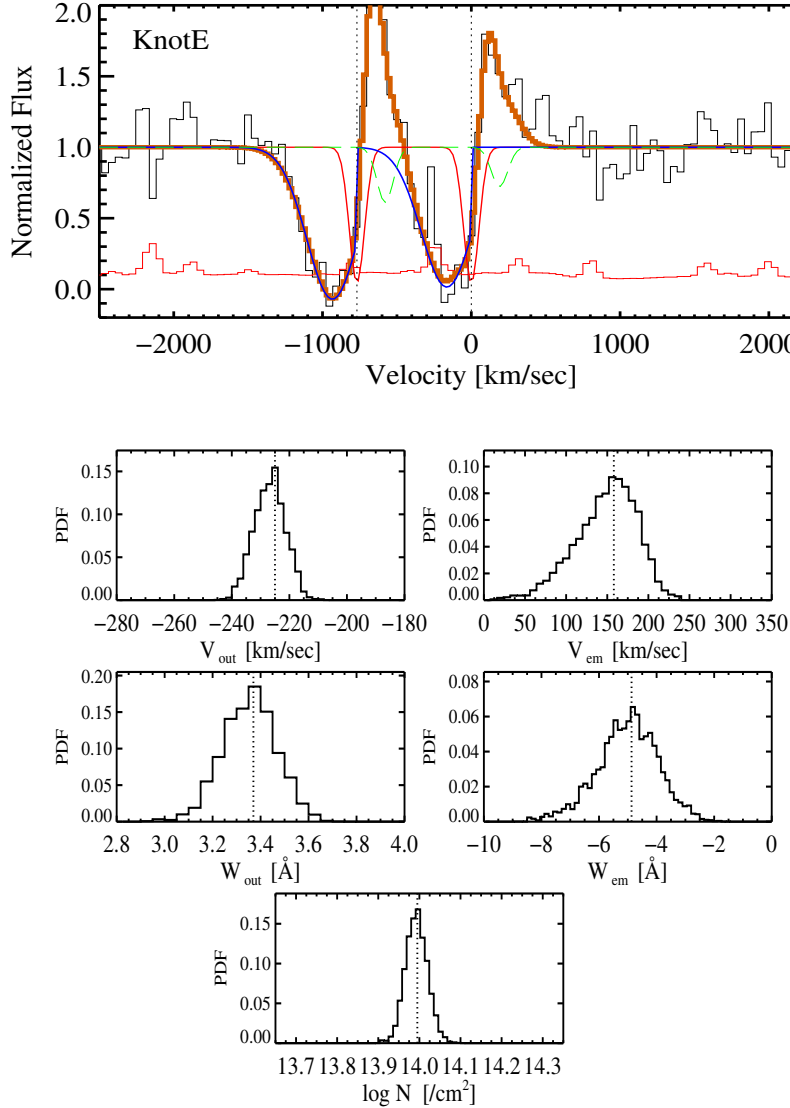 KnotE
Normalized Flux
2.0
1.5
1.0
0.5
0.0
−2000 −1000 0 1000 2000
Velocity [km/sec]
PDF
0.15
0.10
0.05
0.00
−280 −260 −240 −220 −200 −180
V out [km/sec]
PDF
0.10
0.08
0.06
0.04
0.02
0.00
0 50 100 150 200 250 300 350
V em [km/sec]
PDF
0.20
0.15
0.10
0.05
0.00
2.8 3.0 3.2 3.4 3.6 3.8 4.0
W out [Å]
PDF
0.08
0.06
0.04
0.02
0.00
−10 −8 −6 −4 −2 0
W em [Å]
PDF
0.15
0.10
0.05
0.00
13.7 13.8 13.9 14.0 14.1 14.2 14.3
log N [/cm²]